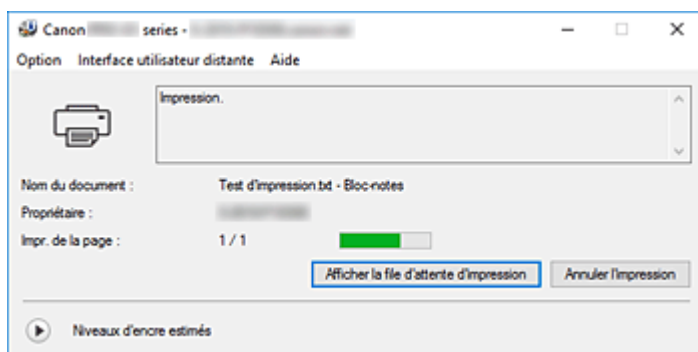 Canon series -
Option Interface utilisateur distante Aide
Impression.
Nom du document : Test d'impression.txt - Bloc-notes
Propriétaire :
Impr. de la page : 1 / 1
Afficher la file d'attente d'impression Annuler l'impression
Niveaux d'encre estimés